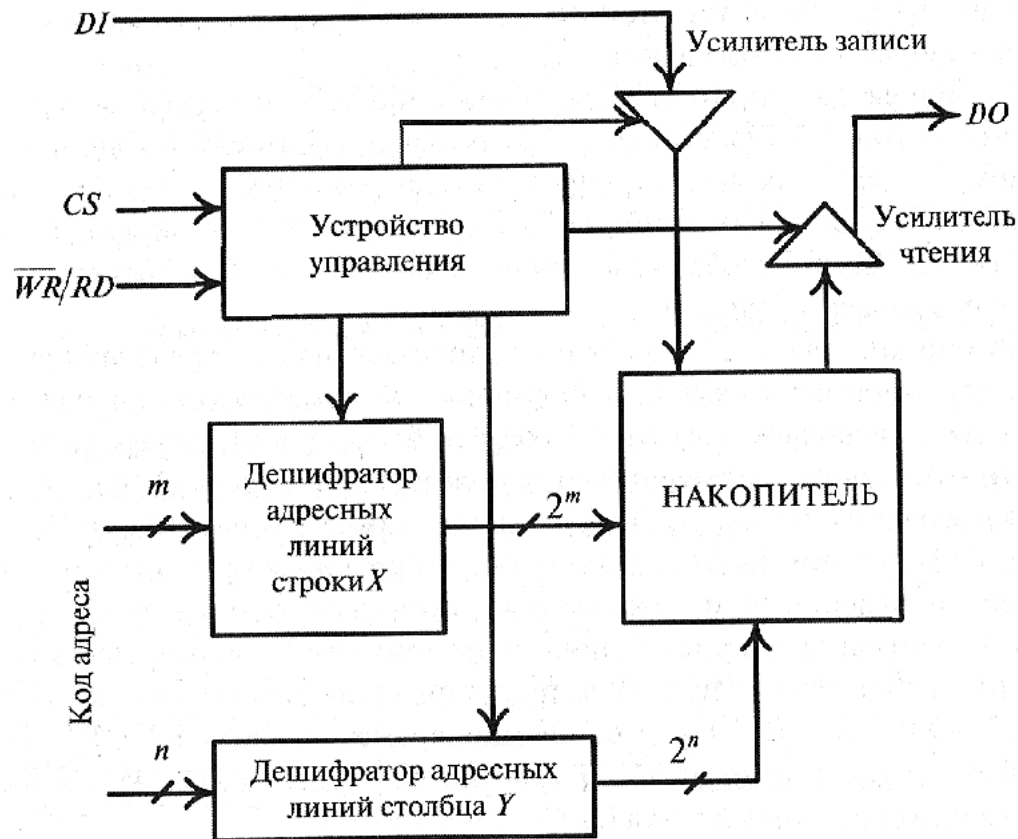 DI
Усилитель записи
DO
CS
Устройство
управления
Усилитель
чтения
WR/RD
m
Дешифратор
адресных
линий
строки X
2^m
НАКОПИТЕЛЬ
Код адреса
n
Дешифратор адресных
линий столбца Y
2^n